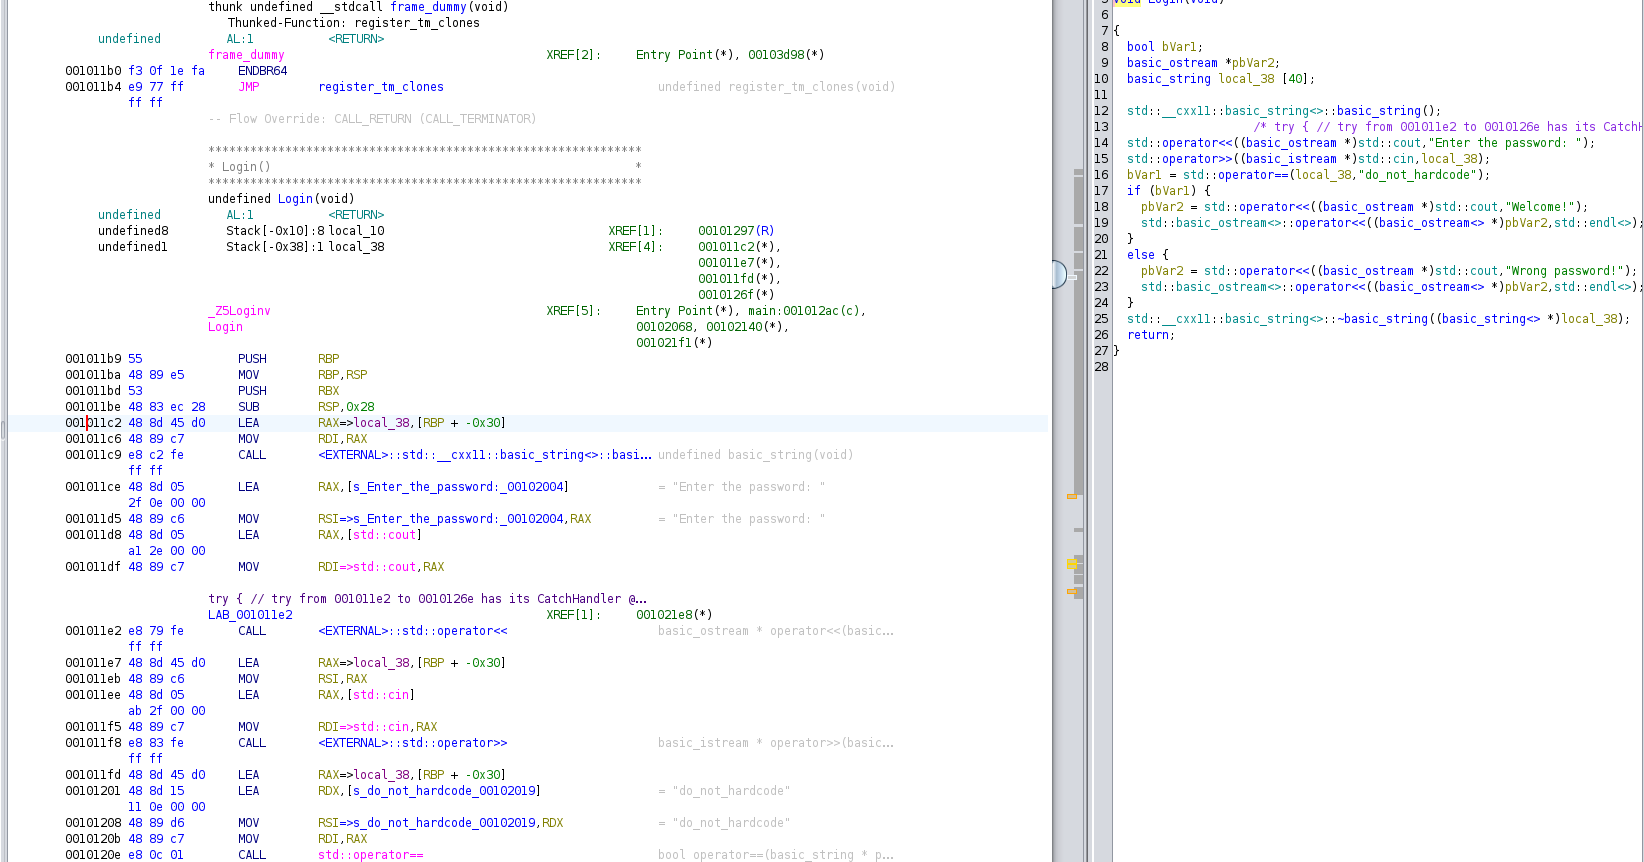 thunk undefined __stdcall frame_dummy(void)
Thunked-Function: register_tm_clones
undefined AL:1 <RETURN>
frame_dummy XREF[2]: Entry Point(*), 00103d98(*)
001011b0 f3 0f 1e fa ENDBR64
001011b4 e9 77 ff JMP register_tm_clones undefined register_tm_clones(void)
ff ff
-- Flow Override: CALL_RETURN (CALL_TERMINATOR)
**************************************************************
* Login() *
**************************************************************
undefined Login(void)
undefined AL:1 <RETURN>
undefined8 Stack[-0x10]:8 local_10 XREF[1]: 00101297(R)
undefined1 Stack[-0x38]:1 local_38 XREF[4]: 001011c2(*),
001011e7(*),
001011fd(*),
0010126f(*)
_Z5Loginv XREF[5]: Entry Point(*), main:001012ac(c),
Login 00102068, 00102140(*),
001021f1(*)
001011b9 55 PUSH RBP
001011ba 48 89 e5 MOV RBP,RSP
001011bd 53 PUSH RBX
001011be 48 83 ec 28 SUB RSP,0x28
001011c2 48 8d 45 d0 LEA RAX=>local_38,[RBP + -0x30]
001011c6 48 89 c7 MOV RDI,RAX
001011c9 e8 c2 fe CALL <EXTERNAL>::std::__cxx11::basic_string<>::basi... undefined basic_string(void)
ff ff
001011ce 48 8d 05 LEA RAX,[s_Enter_the_password:_00102004] = "Enter the password: "
2f 0e 00 00
001011d5 48 89 c6 MOV RSI=>s_Enter_the_password:_00102004,RAX = "Enter the password: "
001011d8 48 8d 05 LEA RAX,[std::cout]
a1 2e 00 00
001011df 48 89 c7 MOV RDI=>std::cout,RAX
try { // try from 001011e2 to 0010126e has its CatchHandler @...
LAB_001011e2 XREF[1]: 001021e8(*)
001011e2 e8 79 fe CALL <EXTERNAL>::std::operator<< basic_ostream * operator<<(basic...
ff ff
001011e7 48 8d 45 d0 LEA RAX=>local_38,[RBP + -0x30]
001011eb 48 89 c6 MOV RSI,RAX
001011ee 48 8d 05 LEA RAX,[std::cin]
ab 2f 00 00
001011f5 48 89 c7 MOV RDI=>std::cin,RAX
001011f8 e8 83 fe CALL <EXTERNAL>::std::operator>> basic_istream * operator>>(basic...
ff ff
001011fd 48 8d 45 d0 LEA RAX=>local_38,[RBP + -0x30]
00101201 48 8d 15 LEA RDX,[s_do_not_hardcode_00102019] = "do_not_hardcode"
11 0e 00 00
00101208 48 89 d6 MOV RSI=>s_do_not_hardcode_00102019,RDX = "do_not_hardcode"
0010120b 48 89 c7 MOV RDI,RAX
0010120e e8 0c 01 CALL std::operator== bool operator==(basic_string * p...
5 void Login(void)
6
7 {
8 bool bVar1;
9 basic_ostream *pbVar2;
10 basic_string local_38 [40];
11
12 std::__cxx11::basic_string<>::basic_string();
13 /* try { // try from 001011e2 to 0010126e has its CatchH
14 std::operator<<((basic_ostream *)std::cout,"Enter the password: ");
15 std::operator>>((basic_istream *)std::cin,local_38);
16 bVar1 = std::operator==(local_38,"do_not_hardcode");
17 if (bVar1) {
18 pbVar2 = std::operator<<((basic_ostream *)std::cout,"Welcome!");
19 std::basic_ostream<>::operator<<((basic_ostream<> *)pbVar2,std::endl<>);
20 }
21 else {
22 pbVar2 = std::operator<<((basic_ostream *)std::cout,"Wrong password!");
23 std::basic_ostream<>::operator<<((basic_ostream<> *)pbVar2,std::endl<>);
24 }
25 std::__cxx11::basic_string<>::~basic_string((basic_string<> *)local_38);
26 return;
27 }
28